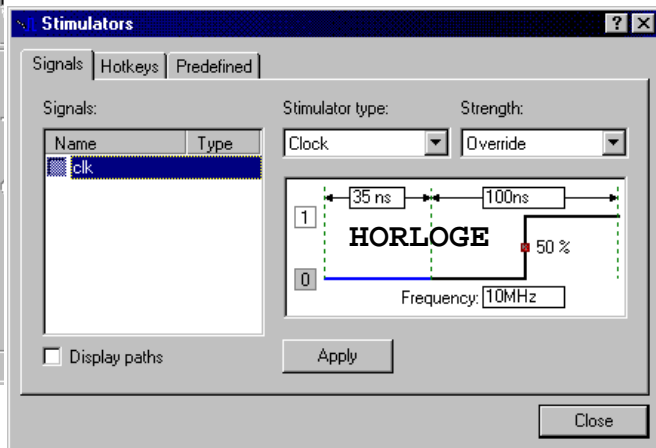 Stimulators
Signals Hotkeys Predefined
Signals: Stimulator type: Strength:
Name Type Clock Override
clk
35 ns 100ns
1
HORLOGE
50 %
0
Frequency: 10MHz
Display paths Apply
Close